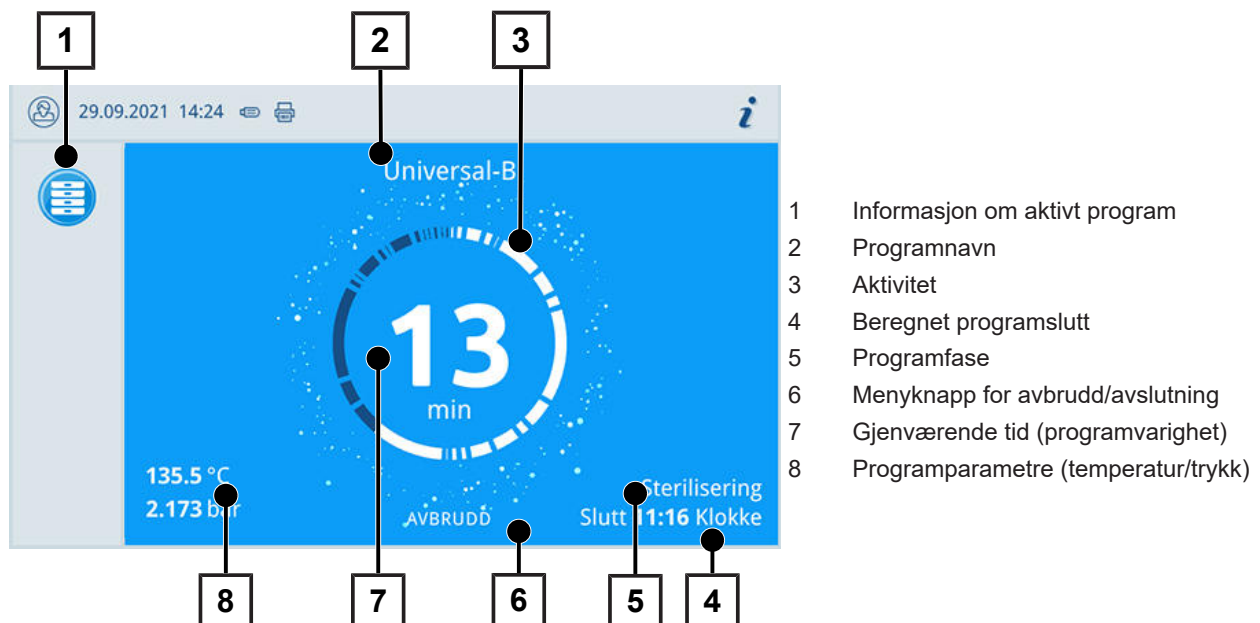 1 2 3
29.09.2021 14:24 i
Universal-B
13
min
135.5 °C
2.173 bar
AVBRUDD
Sterilisering
Slutt 11:16 Klokke
8 7 6 5 4
1 Informasjon om aktivt program
2 Programnavn
3 Aktivitet
4 Beregnet programslutt
5 Programfase
6 Menyknapp for avbrudd/avslutning
7 Gjenværende tid (programvarighet)
8 Programparametre (temperatur/trykk)